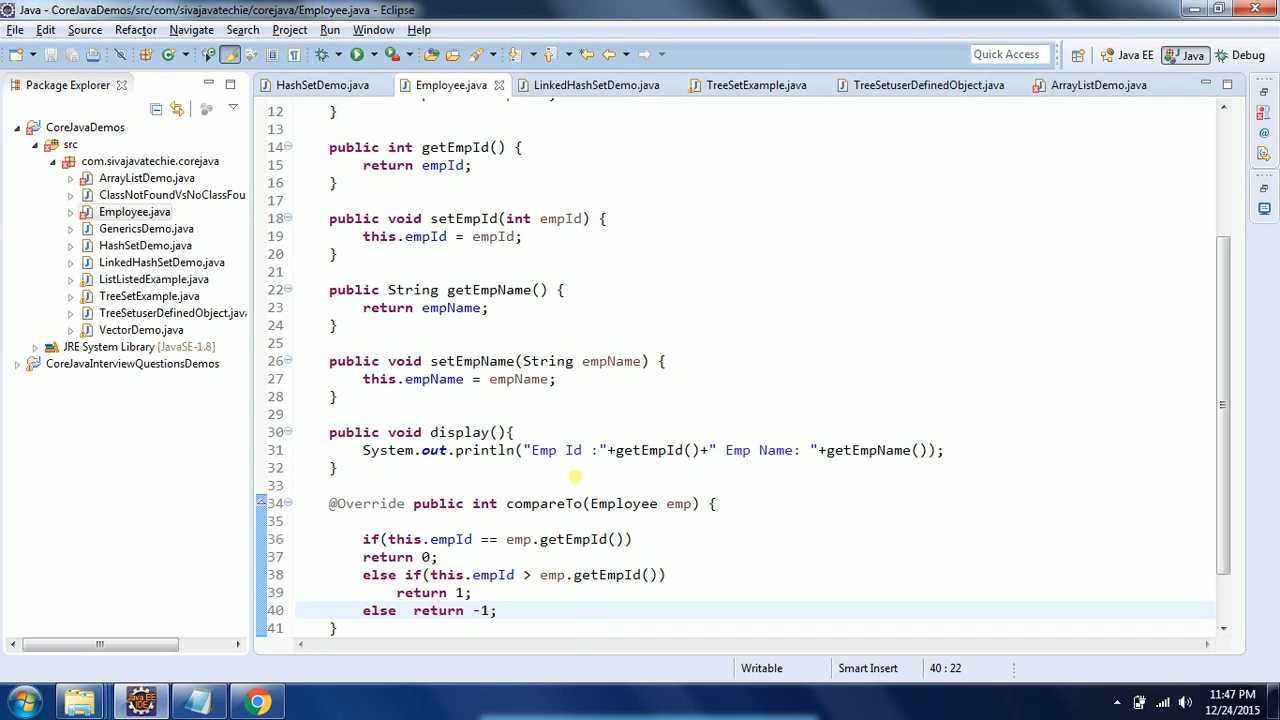 Java - CoreJavaDemos/src/com/sivajavatechie/corejava/Employee.java - Eclipse
File Edit Source Refactor Navigate Search Project Run Window Help
Quick Access Java EE Java Debug
Package Explorer
HashSetDemo.java Employee.java LinkedHashSetDemo.java TreeSetExample.java TreeSetuserDefinedObject.java ArrayListDemo.java
CoreJavaDemos
src
com.sivajavatechie.corejava
ArrayListDemo.java
ClassNotFoundVsNoClassFou
Employee.java
GenericsDemo.java
HashSetDemo.java
LinkedHashSetDemo.java
ListListedExample.java
TreeSetExample.java
TreeSetuserDefinedObject.java
VectorDemo.java
JRE System Library [JavaSE-1.8]
CoreJavaInterviewQuestionsDemos
12 }
13
14 public int getEmpId() {
15 return empId;
16 }
17
18 public void setEmpId(int empId) {
19 this.empId = empId;
20 }
21
22 public String getEmpName() {
23 return empName;
24 }
25
26 public void setEmpName(String empName) {
27 this.empName = empName;
28 }
29
30 public void display(){
31 System.out.println("Emp Id :"+getEmpId()+" Emp Name: "+getEmpName());
32 }
33
34 @Override public int compareTo(Employee emp) {
35
36 if(this.empId == emp.getEmpId())
37 return 0;
38 else if(this.empId > emp.getEmpId())
39 return 1;
40 else return -1;
41 }
Writable Smart Insert 40 : 22
11:47 PM
12/24/2015